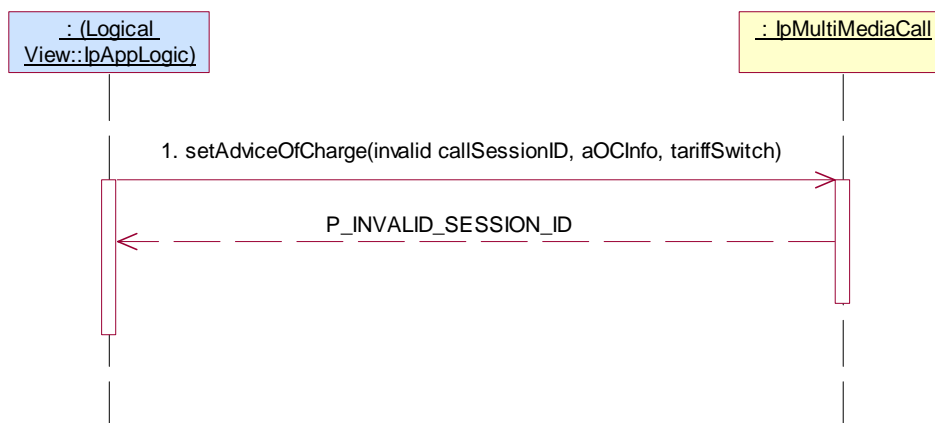 : (Logical
View::IpAppLogic)
: IpMultiMediaCall
1. setAdviceOfCharge(invalid callSessionID, aOCInfo, tariffSwitch)
P_INVALID_SESSION_ID